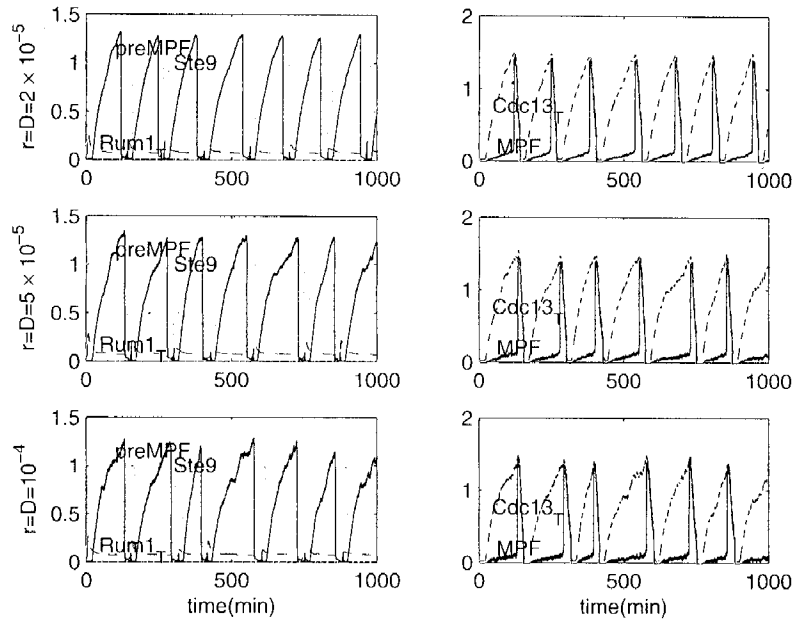 r=D=2 × 10^-5
1.5
1
0.5
0
preMPF
Ste9
Rum1_T
0 500 1000
2
1
0
Cdc13_T
MPF
0 500 1000
r=D=5 × 10^-5
1.5
1
0.5
0
preMPF
Ste9
Rum1_T
0 500 1000
2
1
0
Cdc13_T
MPF
0 500 1000
r=D=10^-4
1.5
1
0.5
0
preMPF
Ste9
Rum1_T
0 500 1000
time(min)
2
1
0
Cdc13_T
MPF
0 500 1000
time(min)